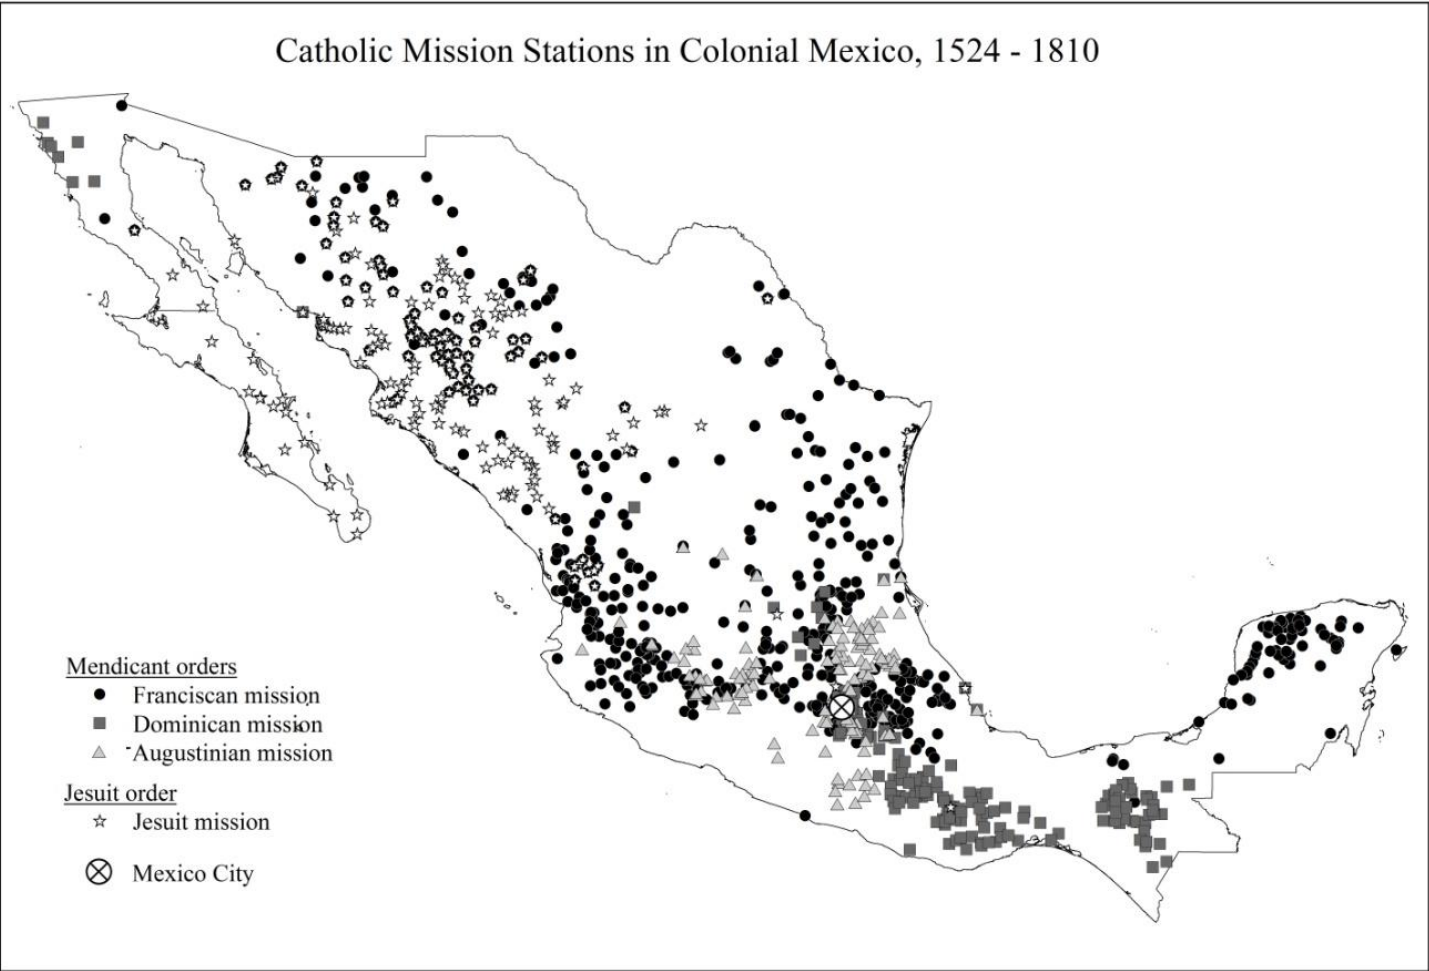 Catholic Mission Stations in Colonial Mexico, 1524 - 1810
Mendicant orders
Franciscan mission
Dominican mission
Augustinian mission
Jesuit order
Jesuit mission
Mexico City